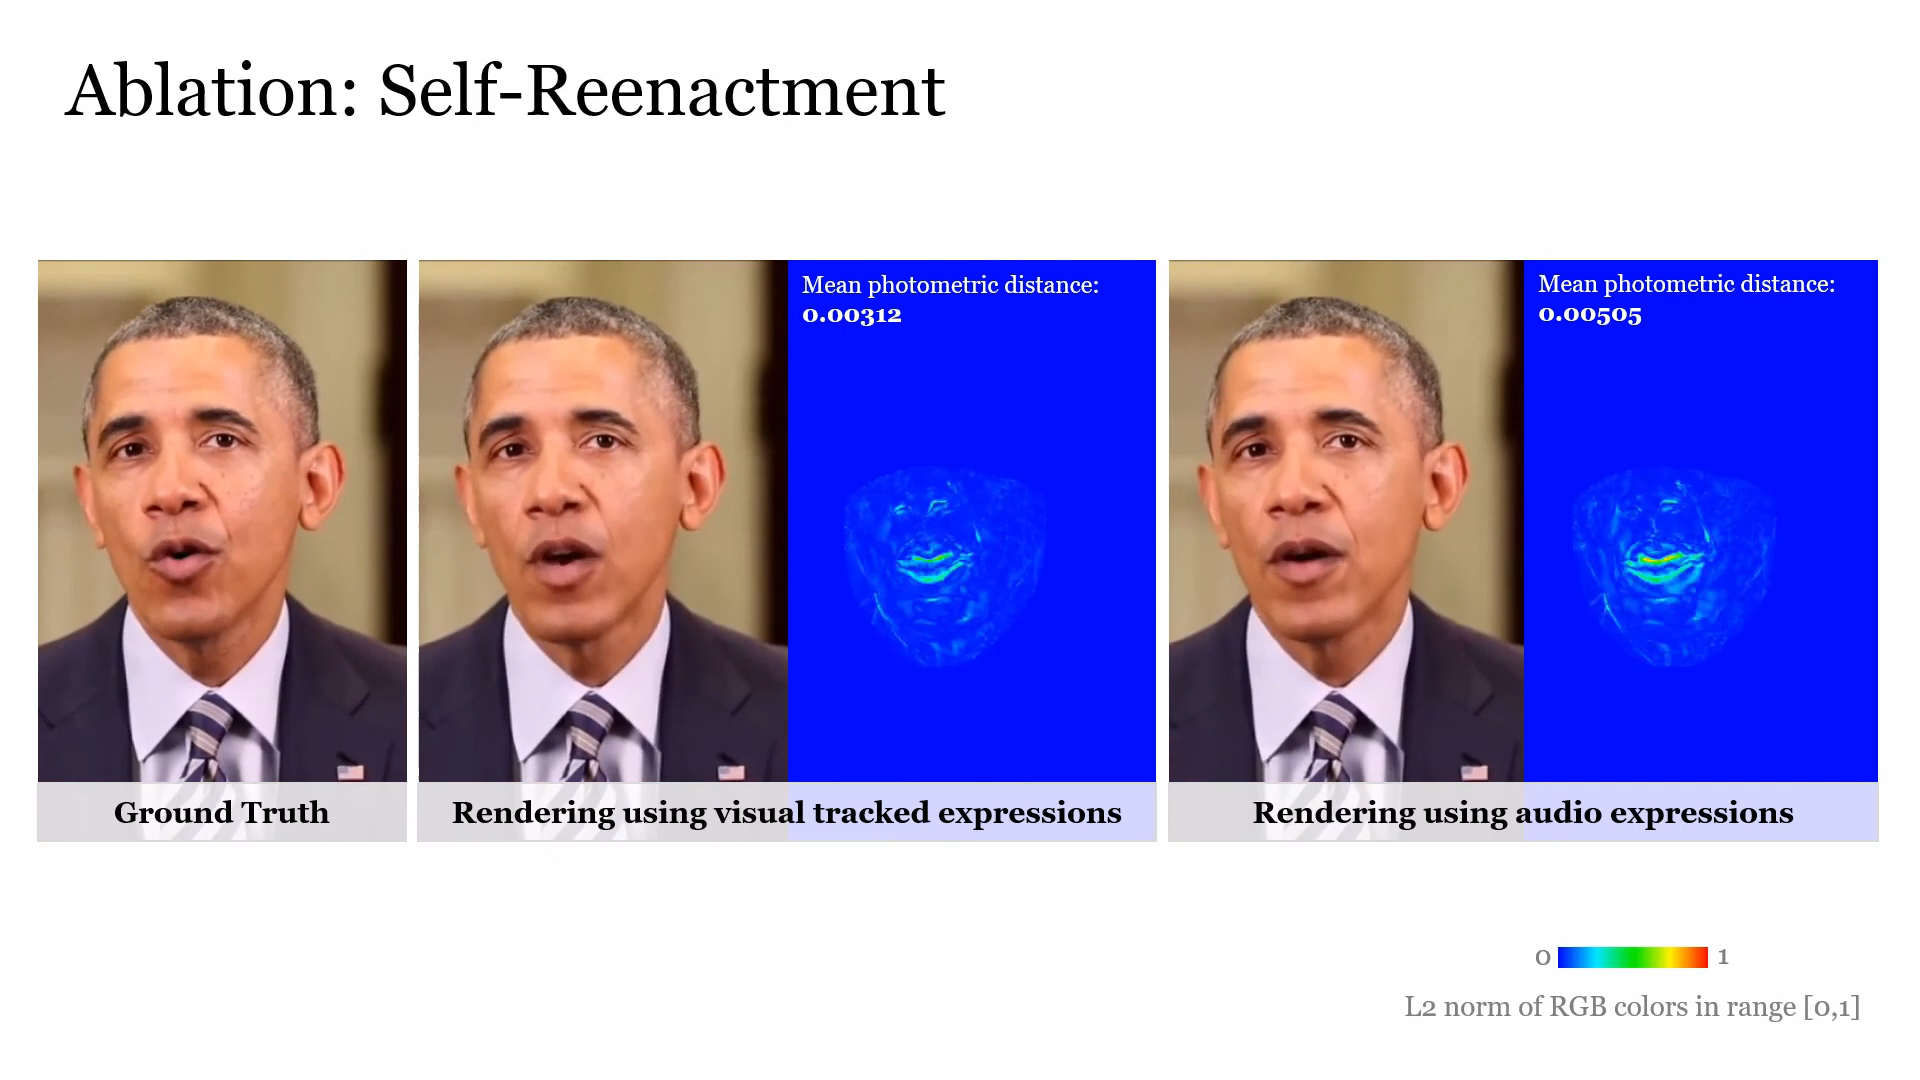 Ablation: Self-Reenactment
Mean photometric distance:
0.00312
Mean photometric distance:
0.00505
Ground Truth
Rendering using visual tracked expressions
Rendering using audio expressions
0 1
L2 norm of RGB colors in range [0,1]